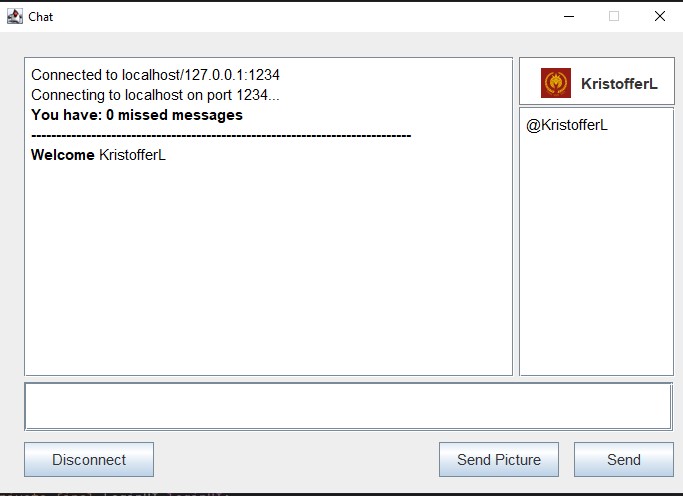 Chat
Connected to localhost/127.0.0.1:1234
Connecting to localhost on port 1234...
You have: 0 missed messages
----------------------------------------------------------------------------
Welcome KristofferL
KristofferL
@KristofferL
Disconnect
Send Picture
Send